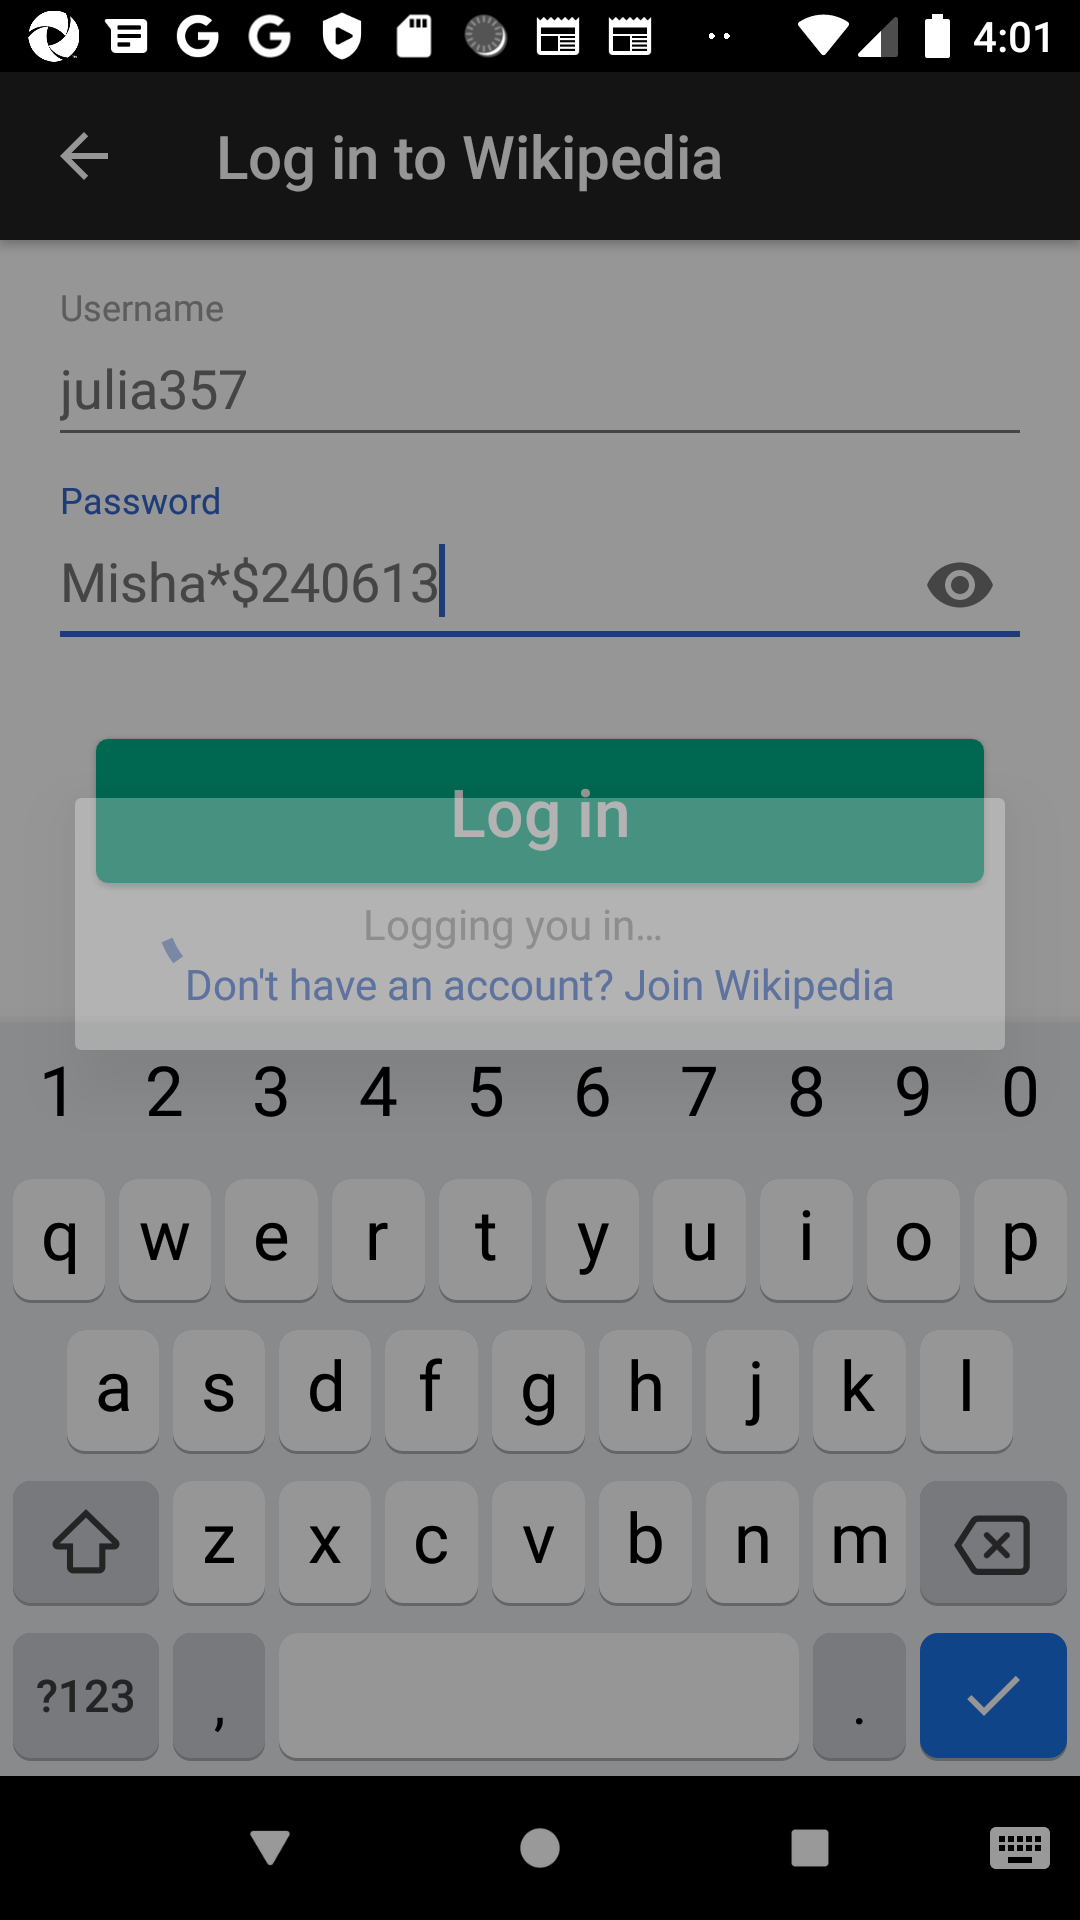 4:01
Log in to Wikipedia
Username
julia357
Password
Misha*$240613
Log in
Logging you in…
Don't have an account? Join Wikipedia
1 2 3 4 5 6 7 8 9 0
q w e r t y u i o p
a s d f g h j k l
z x c v b n m
?123 , .